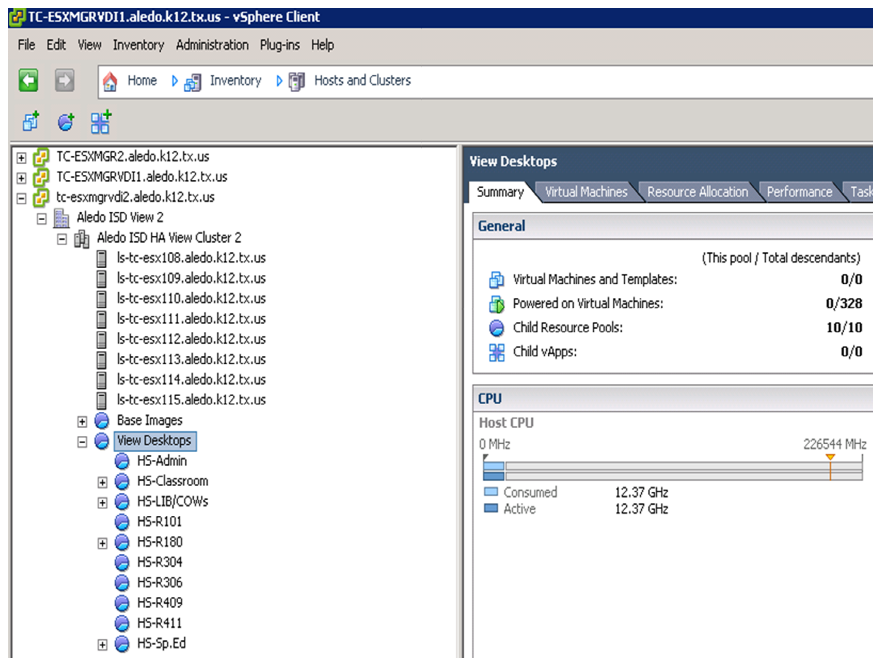 TC-ESXMGRVDI1.aledo.k12.tx.us - vSphere Client
File Edit View Inventory Administration Plug-ins Help
Home Inventory Hosts and Clusters
TC-ESXMGR2.aledo.k12.tx.us
TC-ESXMGRVDI1.aledo.k12.tx.us
tc-esxmgrvdi2.aledo.k12.tx.us
Aledo ISD View 2
Aledo ISD HA View Cluster 2
ls-tc-esx108.aledo.k12.tx.us
ls-tc-esx109.aledo.k12.tx.us
ls-tc-esx110.aledo.k12.tx.us
ls-tc-esx111.aledo.k12.tx.us
ls-tc-esx112.aledo.k12.tx.us
ls-tc-esx113.aledo.k12.tx.us
ls-tc-esx114.aledo.k12.tx.us
ls-tc-esx115.aledo.k12.tx.us
Base Images
View Desktops
HS-Admin
HS-Classroom
HS-LIB/COWs
HS-R101
HS-R180
HS-R304
HS-R306
HS-R409
HS-R411
HS-Sp.Ed
View Desktops
Summary Virtual Machines Resource Allocation Performance Task
General
(This pool / Total descendants)
Virtual Machines and Templates: 0/0
Powered on Virtual Machines: 0/328
Child Resource Pools: 10/10
Child vApps: 0/0
CPU
Host CPU
0 MHz 226544 MHz
Consumed 12.37 GHz
Active 12.37 GHz